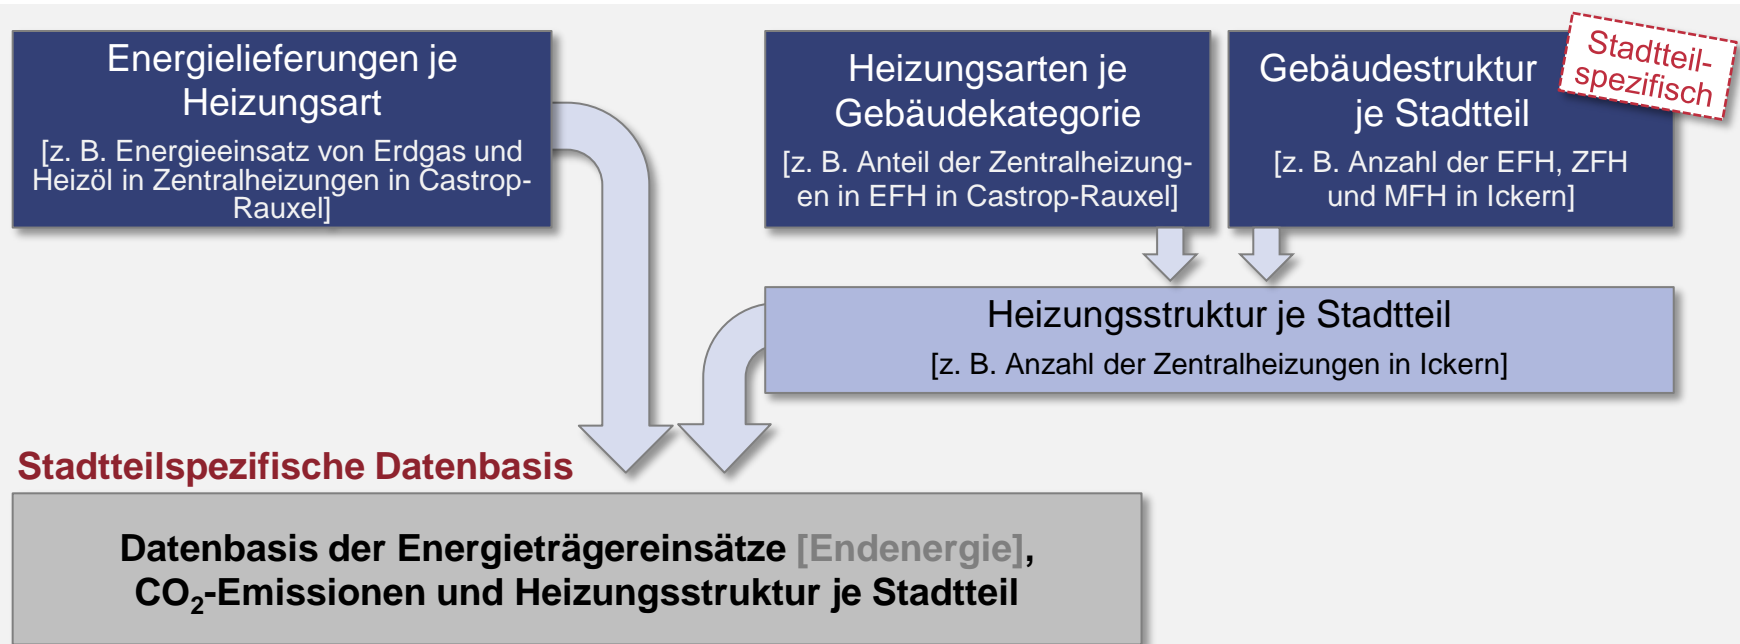 Energielieferungen je
Heizungsart
[z. B. Energieeinsatz von Erdgas und
Heizöl in Zentralheizungen in Castrop-
Rauxel]
Heizungsarten je
Gebäudekategorie
[z. B. Anteil der Zentralheizung-
en in EFH in Castrop-Rauxel]
Gebäudestruktur
je Stadtteil
[z. B. Anzahl der EFH, ZFH
und MFH in Ickern]
Stadtteil-
spezifisch
Heizungsstruktur je Stadtteil
[z. B. Anzahl der Zentralheizungen in Ickern]
Stadtteilspezifische Datenbasis
Datenbasis der Energieträgereinsätze [Endenergie],
CO₂-Emissionen und Heizungsstruktur je Stadtteil